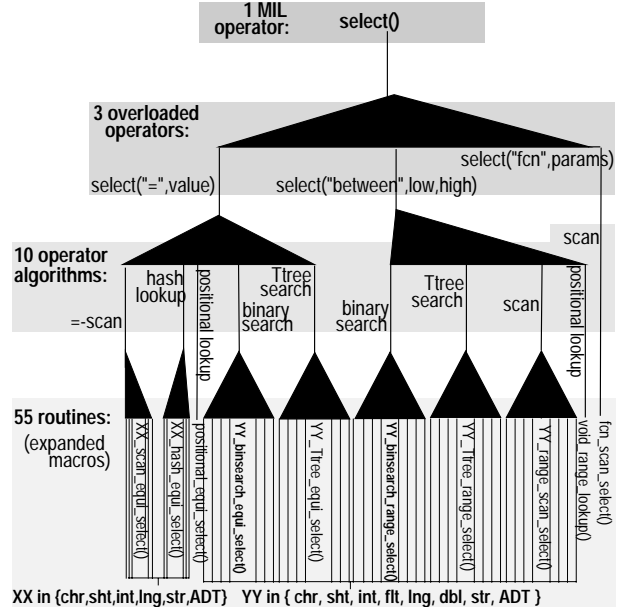 1 MIL
operator:
select()
3 overloaded
operators:
select("fcn",params)
select("=",value)
select("between",low,high)
scan
10 operator
algorithms:
hash
lookup
positional lookup
Ttree
search
binary
search
Ttree
search
binary
search
scan
positional lookup
=-scan
55 routines:
(expanded
macros)
XX_scan_equi_select()
XX_hash_equi_select()
positional_equi_select()
YY_binsearch_equi_select()
YY_Ttree_equi_select()
YY_binsearch_range_select()
YY_Ttree_range_select()
YY_range_scan_select()
void_range_lookup()
fcn_scan_select()
XX in {chr,sht,int,lng,str,ADT}
YY in { chr, sht, int, flt, lng, dbl, str, ADT }